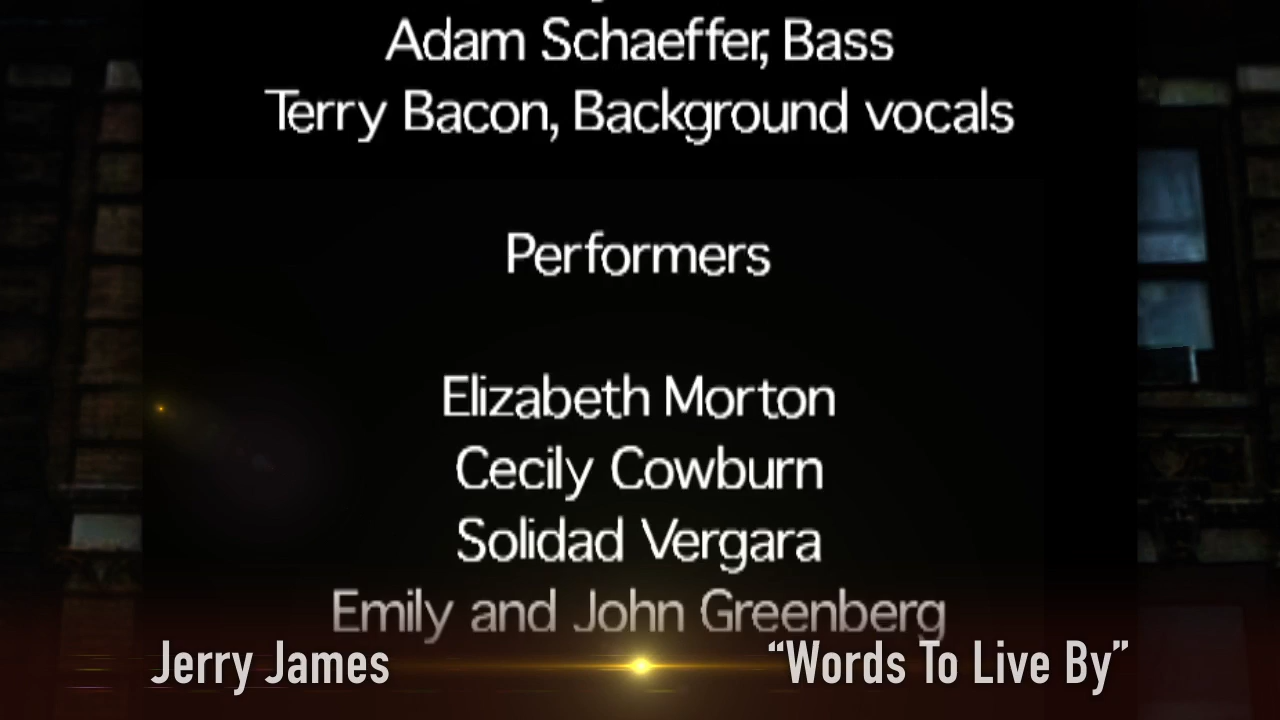 Adam Schaeffer, Bass
Terry Bacon, Background vocals
Performers
Elizabeth Morton
Cecily Cowburn
Solidad Vergara
Emily and John Greenberg
Jerry James
“Words To Live By”